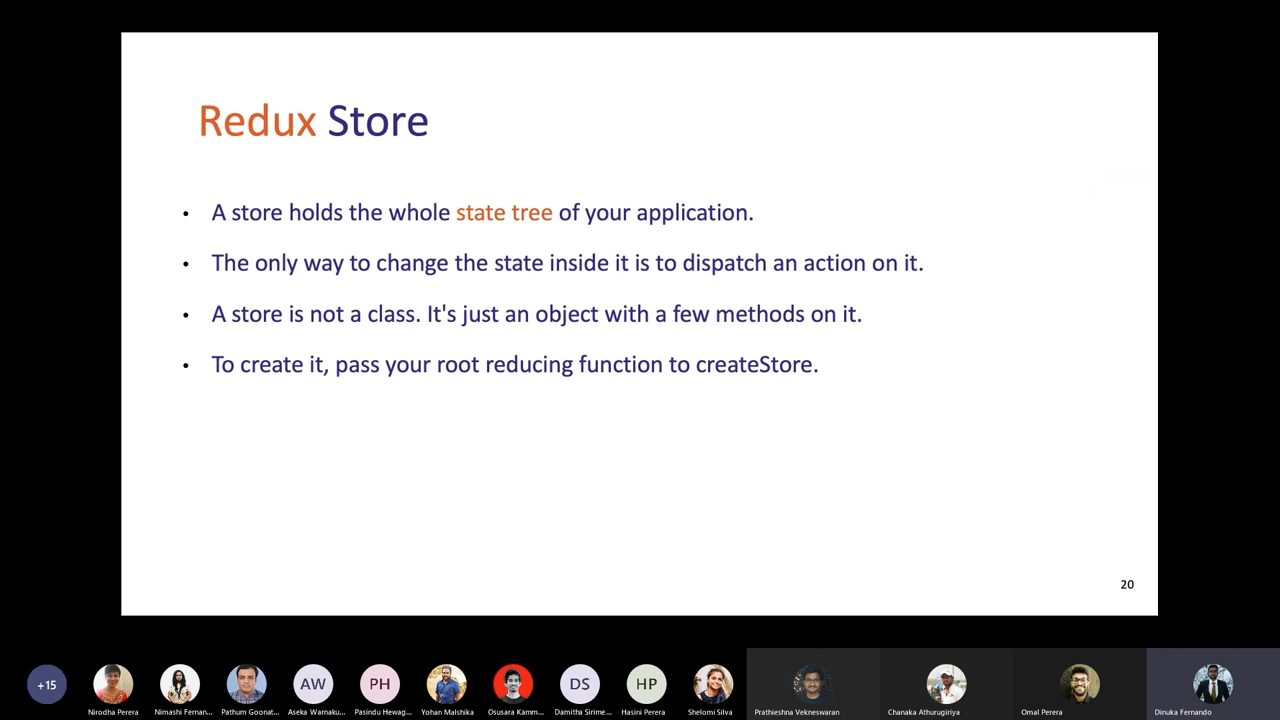 Redux Store
• A store holds the whole state tree of your application.
• The only way to change the state inside it is to dispatch an action on it.
• A store is not a class. It's just an object with a few methods on it.
• To create it, pass your root reducing function to createStore.
20
+15
AW
PH
DS
HP
Nirodha Perera
Nimashi Fernan...
Pathum Goonat...
Aseka Warnaku...
Pasindu Hewag...
Yohan Malshika
Osusara Kamm...
Damitha Sirime...
Hasini Perera
Shelomi Silva
Prathieshna Vekneswaran
Chanaka Athurugiriya
Omal Perera
Dinuka Fernando